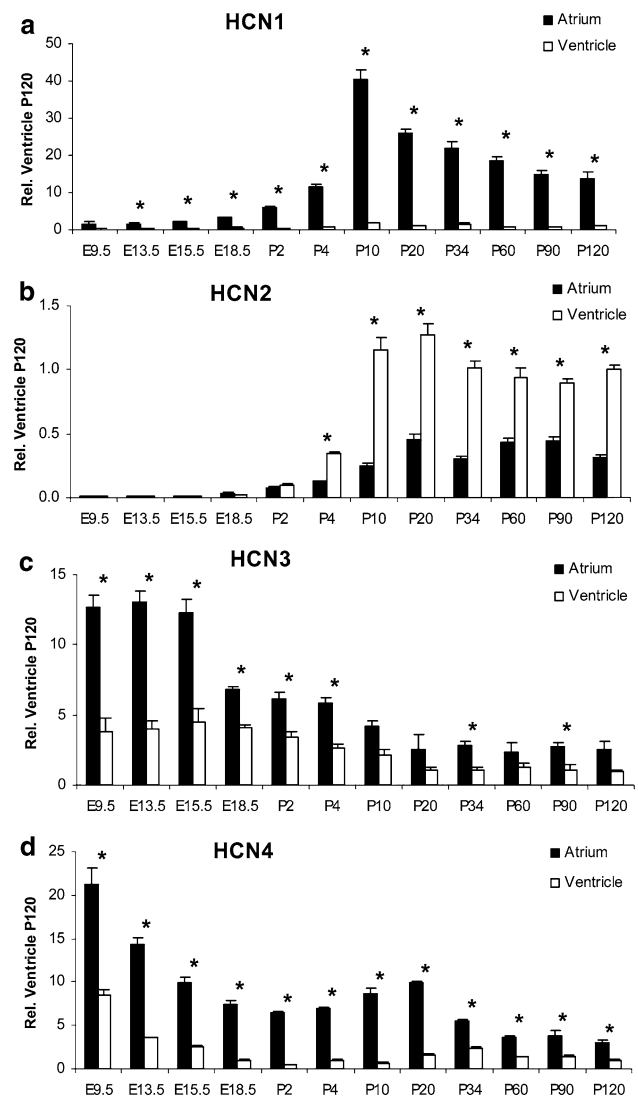 a
HCN1
Atrium
Ventricle
Rel. Ventricle P120
50
40
30
20
10
0
* * * * * * * * * * *
E9.5 E13.5 E15.5 E18.5 P2 P4 P10 P20 P34 P60 P90 P120
b
HCN2
Atrium
Ventricle
Rel. Ventricle P120
1.5
1.0
0.5
0.0
* * * * * * *
E9.5 E13.5 E15.5 E18.5 P2 P4 P10 P20 P34 P60 P90 P120
c
HCN3
Atrium
Ventricle
Rel. Ventricle P120
15
10
5
0
* * * * * * * *
E9.5 E13.5 E15.5 E18.5 P2 P4 P10 P20 P34 P60 P90 P120
d
HCN4
Atrium
Ventricle
Rel. Ventricle P120
25
20
15
10
5
0
* * * * * * * * * * * *
E9.5 E13.5 E15.5 E18.5 P2 P4 P10 P20 P34 P60 P90 P120